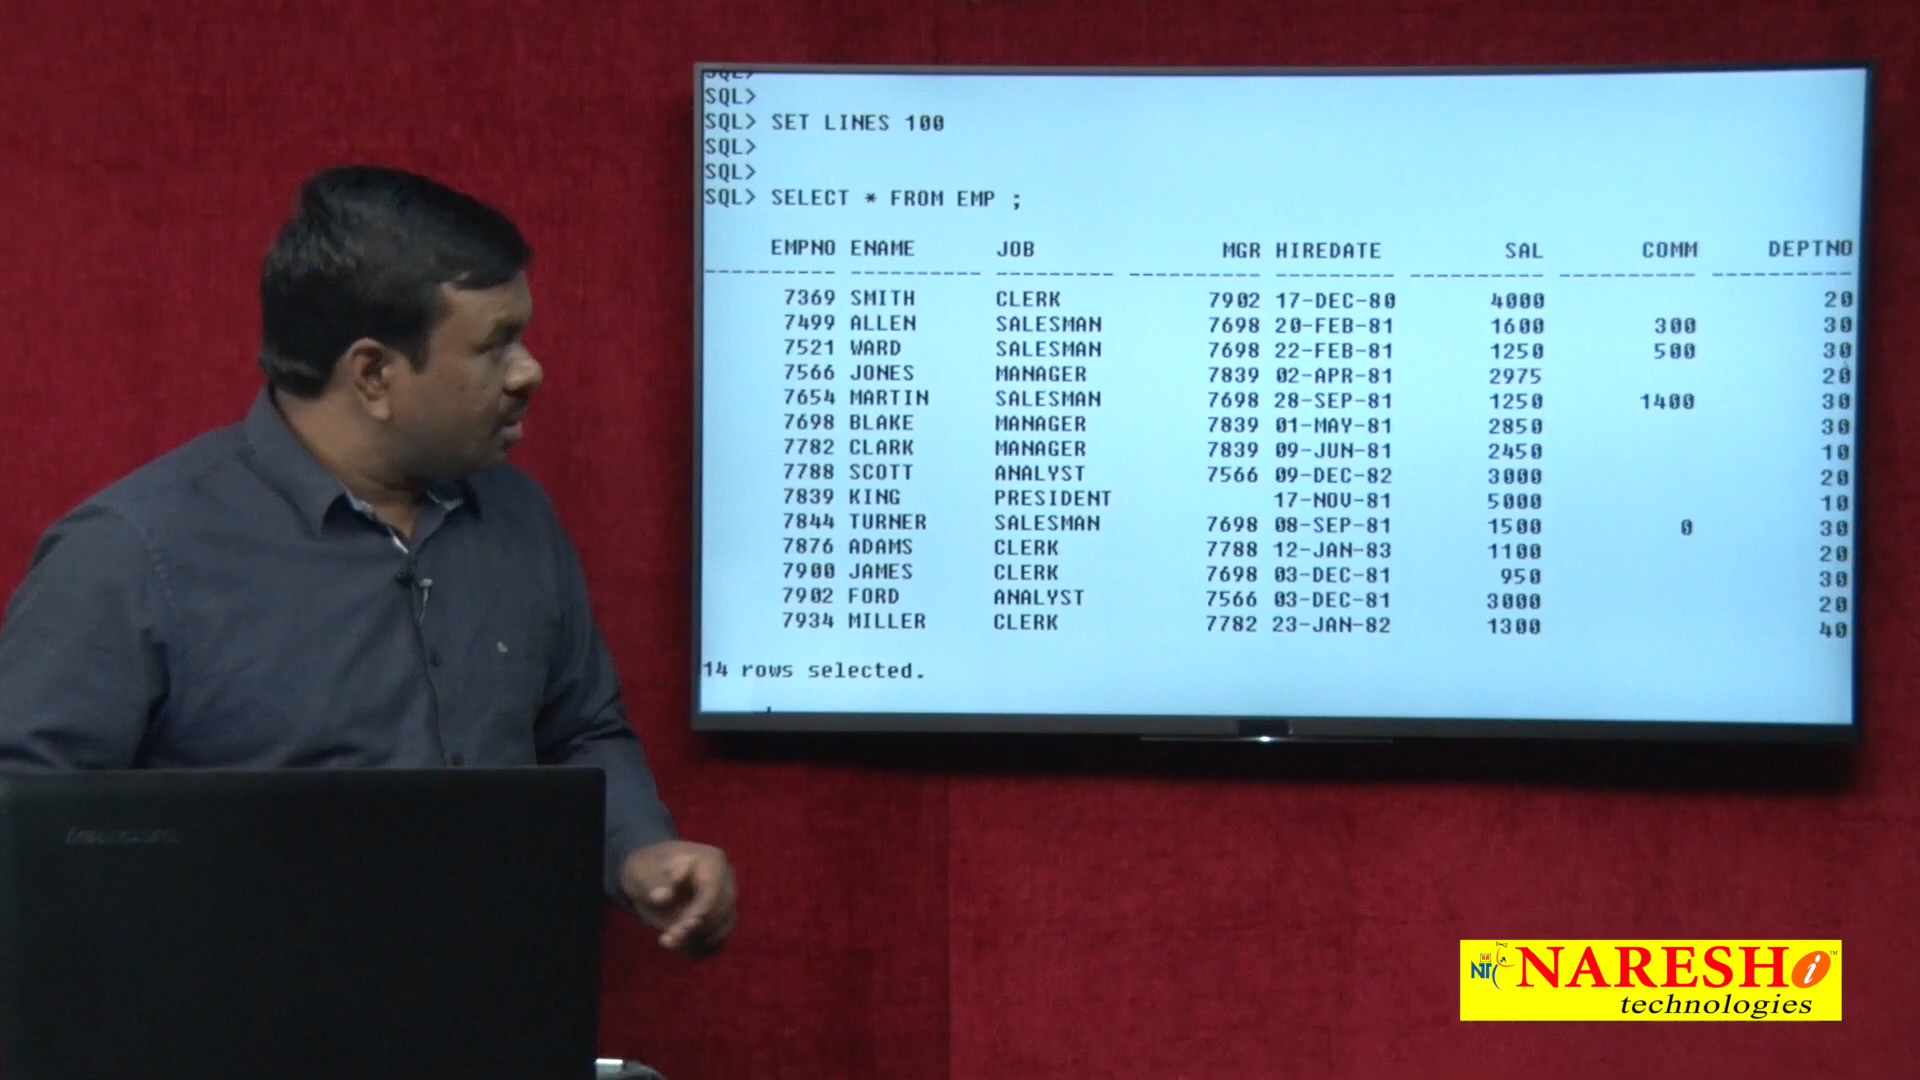 SQL>
SQL>
SQL> SET LINES 100
SQL>
SQL>
SQL> SELECT * FROM EMP ;
EMPNO ENAME JOB MGR HIREDATE SAL COMM DEPTNO
---------- ---------- --------- ---------- --------- ---------- ---------- ----------
7369 SMITH CLERK 7902 17-DEC-80 4000 20
7499 ALLEN SALESMAN 7698 20-FEB-81 1600 300 30
7521 WARD SALESMAN 7698 22-FEB-81 1250 500 30
7566 JONES MANAGER 7839 02-APR-81 2975 20
7654 MARTIN SALESMAN 7698 28-SEP-81 1250 1400 30
7698 BLAKE MANAGER 7839 01-MAY-81 2850 30
7782 CLARK MANAGER 7839 09-JUN-81 2450 10
7788 SCOTT ANALYST 7566 09-DEC-82 3000 20
7839 KING PRESIDENT 17-NOV-81 5000 10
7844 TURNER SALESMAN 7698 08-SEP-81 1500 0 30
7876 ADAMS CLERK 7788 12-JAN-83 1100 20
7900 JAMES CLERK 7698 03-DEC-81 950 30
7902 FORD ANALYST 7566 03-DEC-81 3000 20
7934 MILLER CLERK 7782 23-JAN-82 1300 40
14 rows selected.
NARESH i ™
technologies